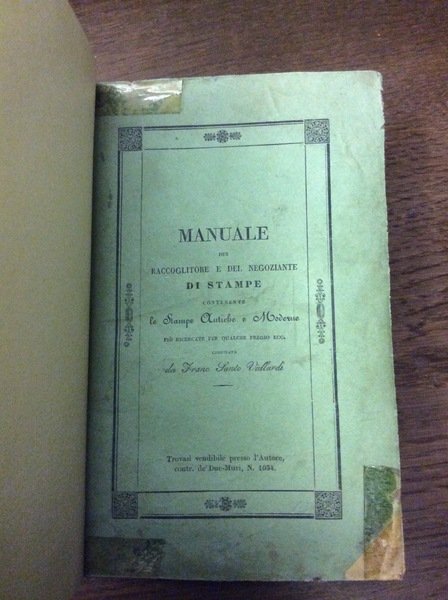 MANUALE
DEL
RACCOGLITORE E DEL NEGOZIANTE
DI STAMPE
CONTENENTE
le Stampe Antiche e Moderne
PIÙ RICERCATE PER QUALCHE PREGIO ECC.
da Franc. Santo Vallardi
Trovasi vendibile presso l'Autore,
contr. de' Due-Muri, N. 1034.